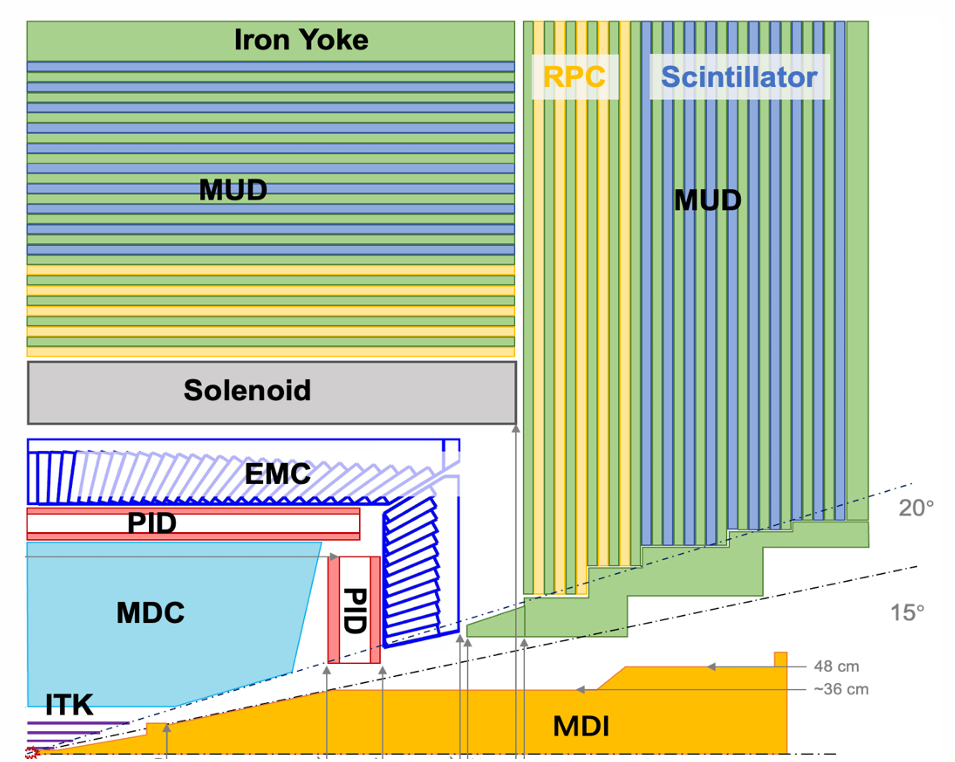 Iron Yoke
RPC
Scintillator
MUD
MUD
Solenoid
EMC
PID
20°
MDC
PID
15°
48 cm
~36 cm
ITK
MDI